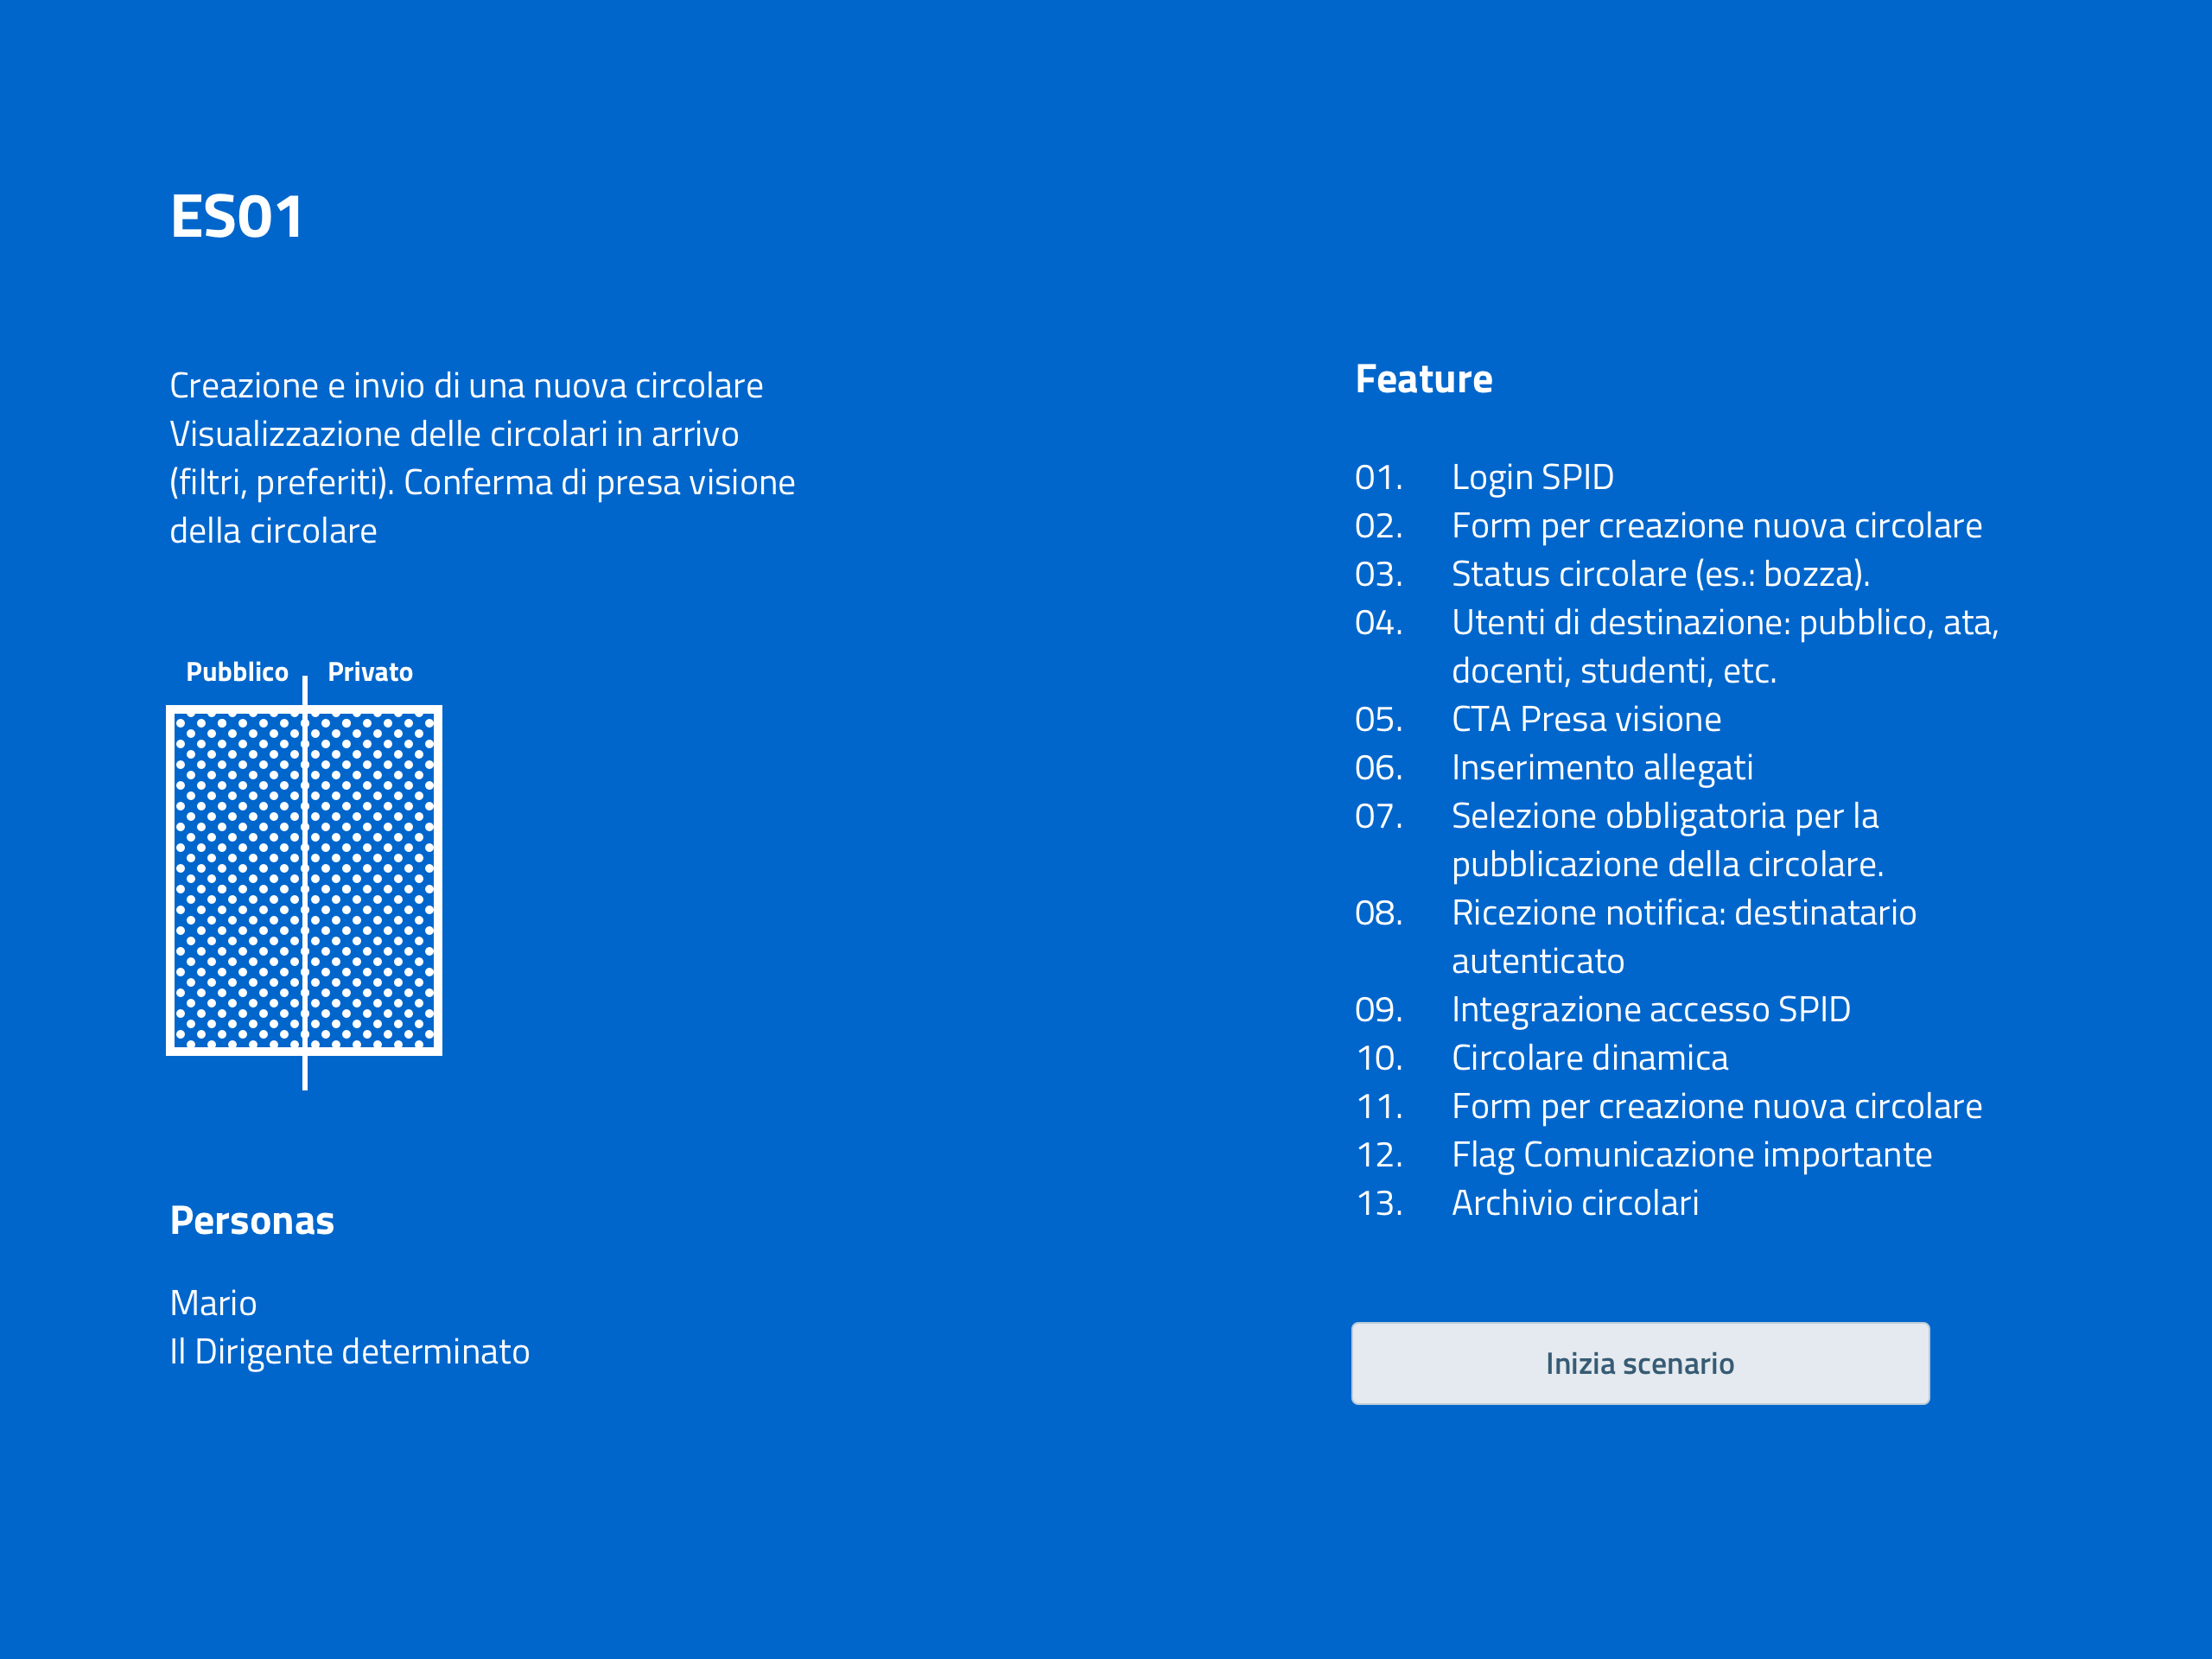 ES01
Creazione e invio di una nuova circolare
Visualizzazione delle circolari in arrivo
(filtri, preferiti). Conferma di presa visione
della circolare
Pubblico
Privato
Personas
Mario
Il Dirigente determinato
Feature
01. Login SPID
02. Form per creazione nuova circolare
03. Status circolare (es.: bozza).
04. Utenti di destinazione: pubblico, ata,
docenti, studenti, etc.
05. CTA Presa visione
06. Inserimento allegati
07. Selezione obbligatoria per la
pubblicazione della circolare.
08. Ricezione notifica: destinatario
autenticato
09. Integrazione accesso SPID
10. Circolare dinamica
11. Form per creazione nuova circolare
12. Flag Comunicazione importante
13. Archivio circolari
Inizia scenario